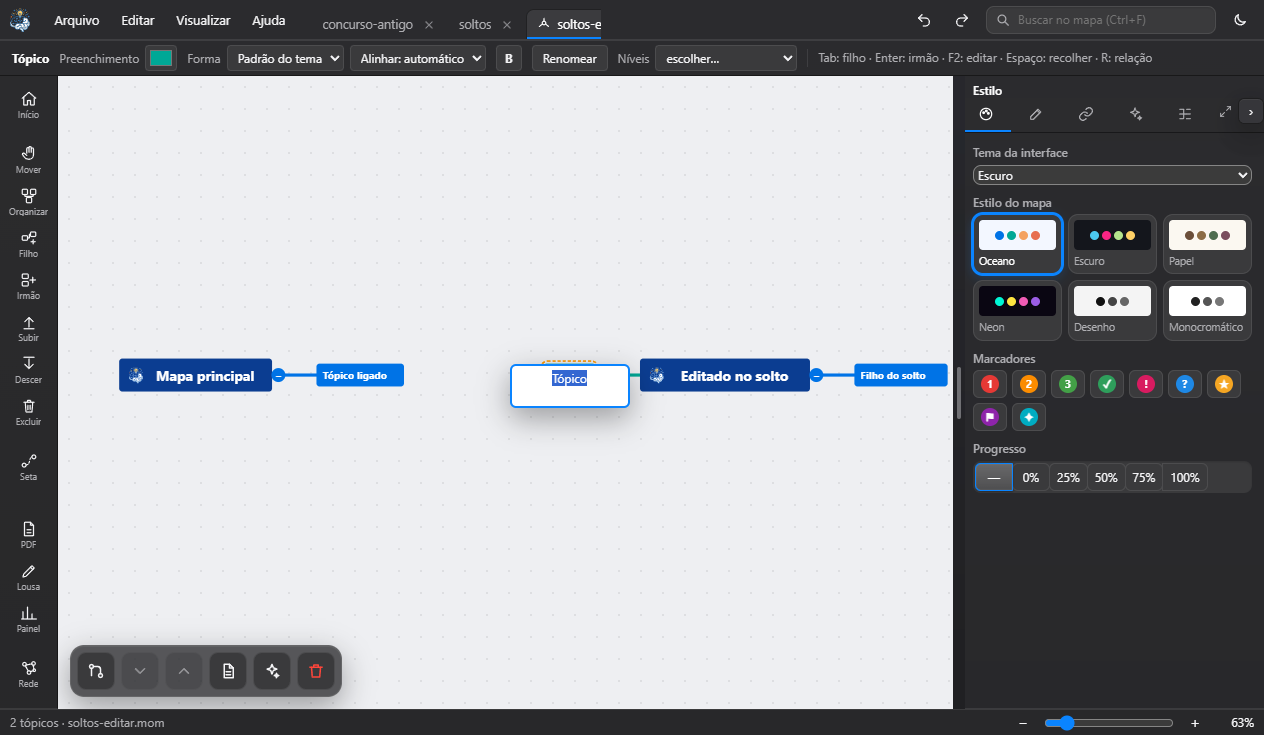 Arquivo Editar Visualizar Ajuda
concurso-antigo
soltos
soltos-e
Buscar no mapa (Ctrl+F)
Tópico Preenchimento Forma Padrão do tema Alinhar: automático B Renomear Níveis escolher... Tab: filho · Enter: irmão · F2: editar · Espaço: recolher · R: relação
Início
Mover
Organizar
Filho
Irmão
Subir
Descer
Excluir
Seta
PDF
Lousa
Painel
Rede
Mapa principal
Tópico ligado
Tópico
Editado no solto
Filho do solto
Estilo
Tema da interface
Escuro
Estilo do mapa
Oceano Escuro Papel
Neon Desenho Monocromático
Marcadores
1 2 3 ! ?
Progresso
— 0% 25% 50% 75% 100%
2 tópicos · soltos-editar.mom
− + 63%